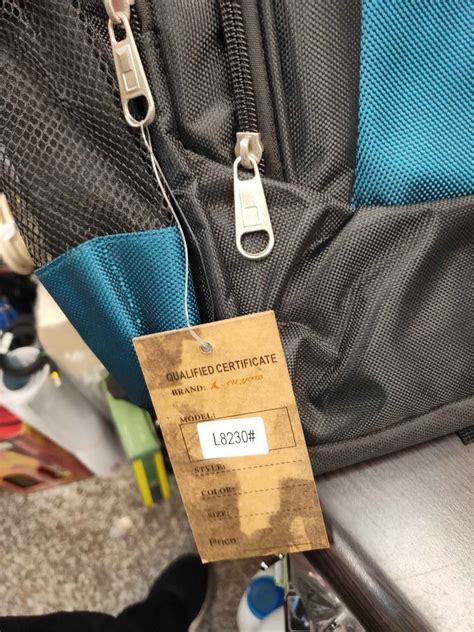 QUALIFIED CERTIFICATE
BRAND:
MODEL:
L8230#
STYLE:
COLOR:
SIZE:
Price